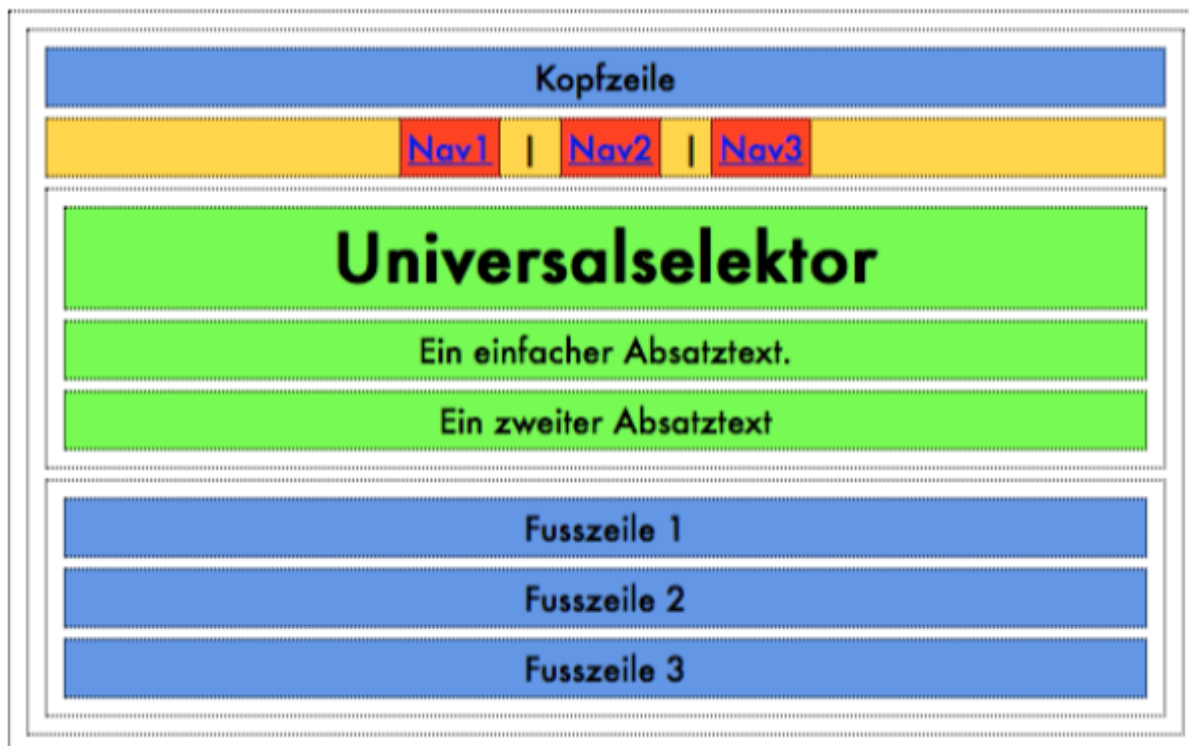 Kopfzeile
Nav1 | Nav2 | Nav3
Universalselektor
Ein einfacher Absatztext.
Ein zweiter Absatztext
Fusszeile 1
Fusszeile 2
Fusszeile 3